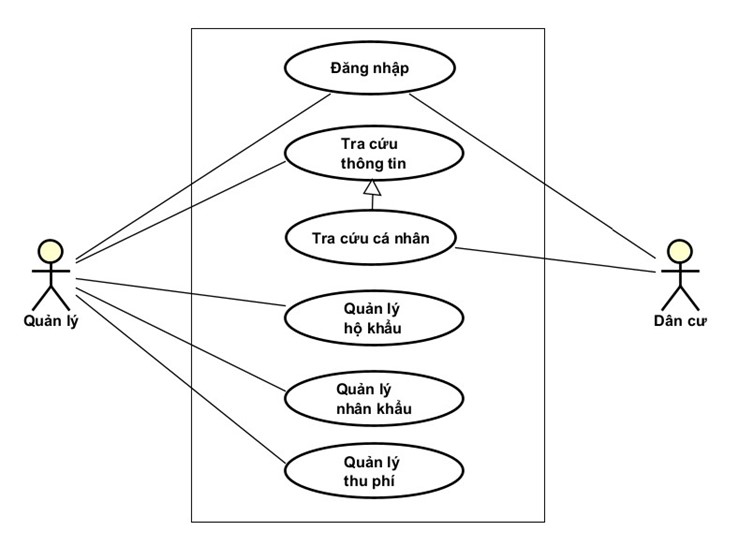 Đăng nhập
Tra cứu
thông tin
Tra cứu cá nhân
Quản lý
hộ khẩu
Quản lý
nhân khẩu
Quản lý
thu phí
Quản lý
Dân cư